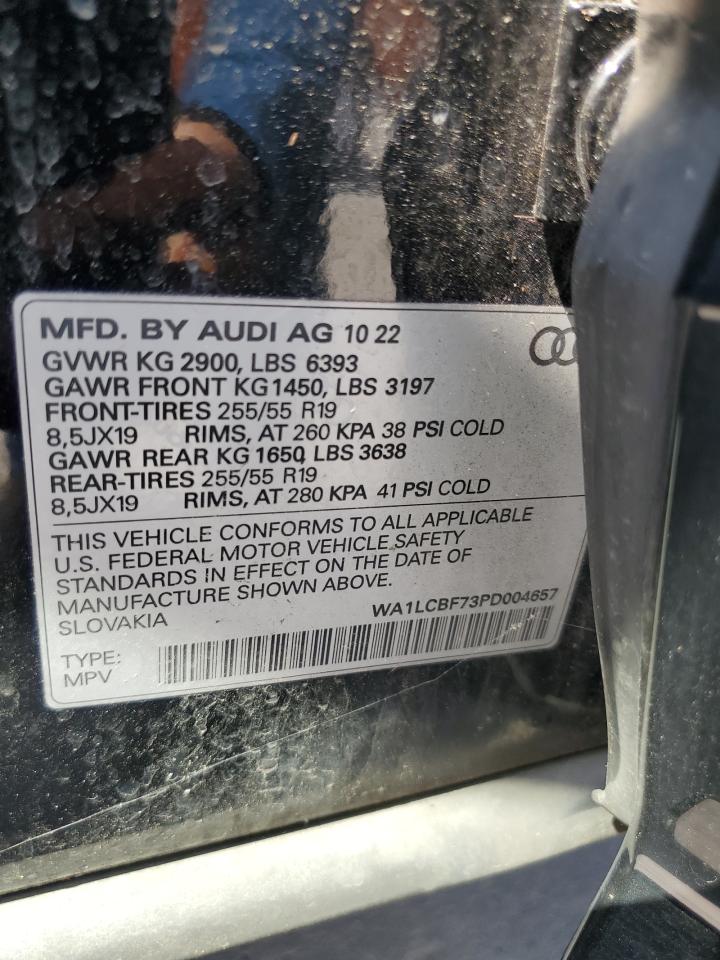 MFD. BY AUDI AG 10 22
GVWR KG 2900, LBS 6393
GAWR FRONT KG1450, LBS 3197
FRONT-TIRES 255/55 R19
8,5JX19 RIMS, AT 260 KPA 38 PSI COLD
GAWR REAR KG 1650, LBS 3638
REAR-TIRES 255/55 R19
8,5JX19 RIMS, AT 280 KPA 41 PSI COLD
THIS VEHICLE CONFORMS TO ALL APPLICABLE
U.S. FEDERAL MOTOR VEHICLE SAFETY
STANDARDS IN EFFECT ON THE DATE OF
MANUFACTURE SHOWN ABOVE.
SLOVAKIA WA1LCBF73PD004657
TYPE:
MPV